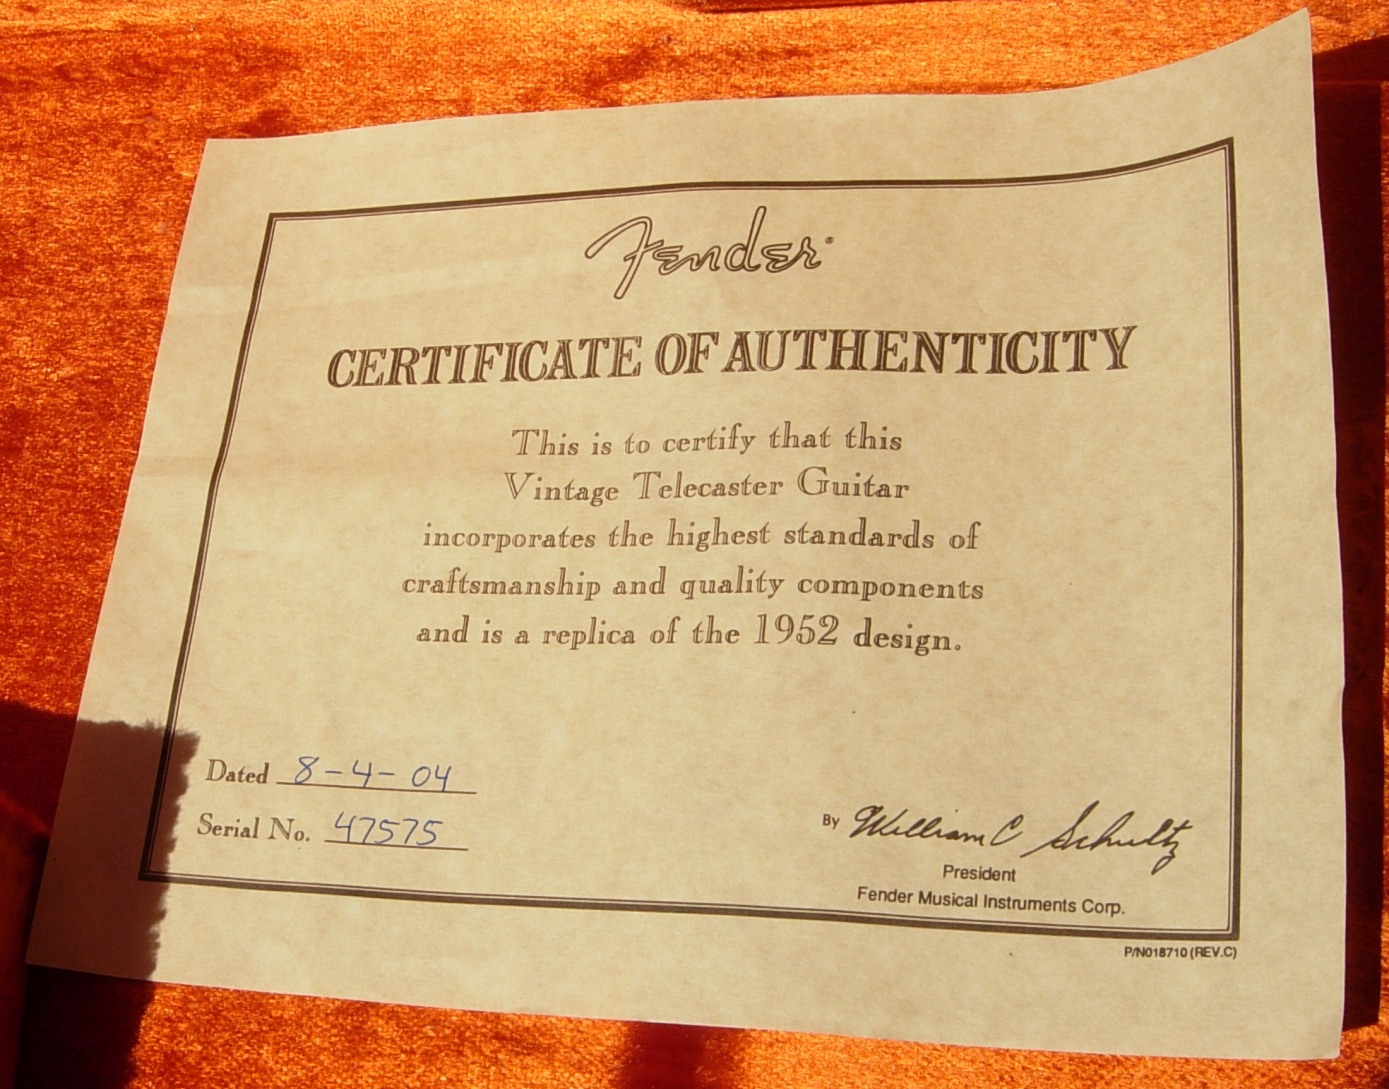 Fender®
CERTIFICATE OF AUTHENTICITY
This is to certify that this
Vintage Telecaster Guitar
incorporates the highest standards of
craftsmanship and quality components
and is a replica of the 1952 design.
Dated 8-4-04
Serial No. 47575
By William C Schultz
President
Fender Musical Instruments Corp.
P/N018710 (REV.C)